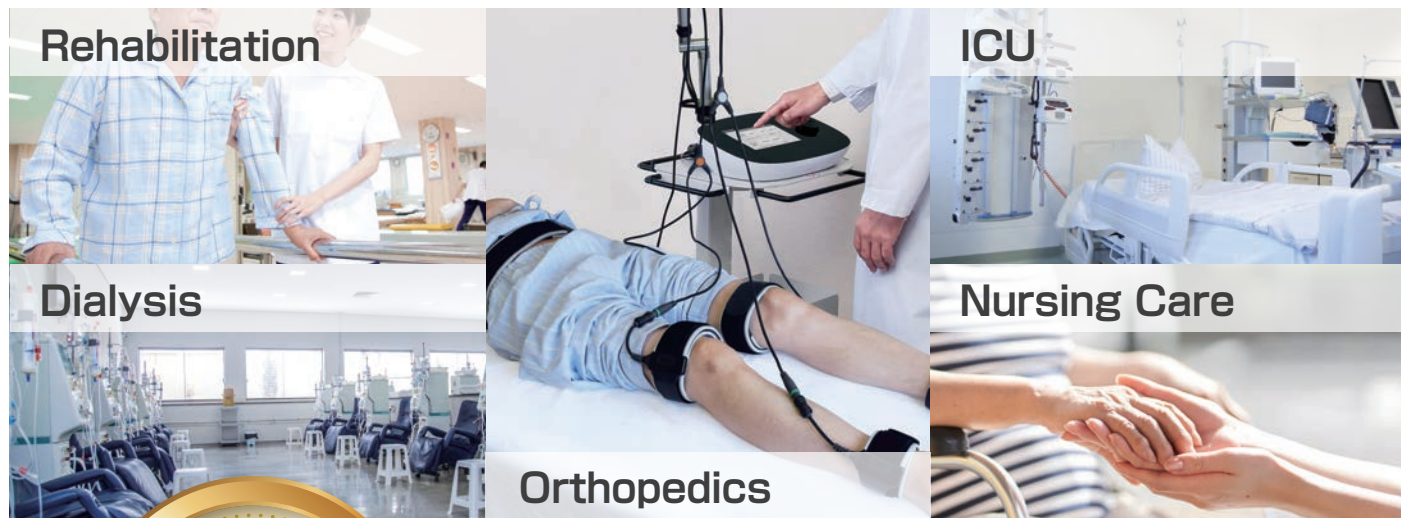 Rehabilitation
Dialysis
Orthopedics
ICU
Nursing Care